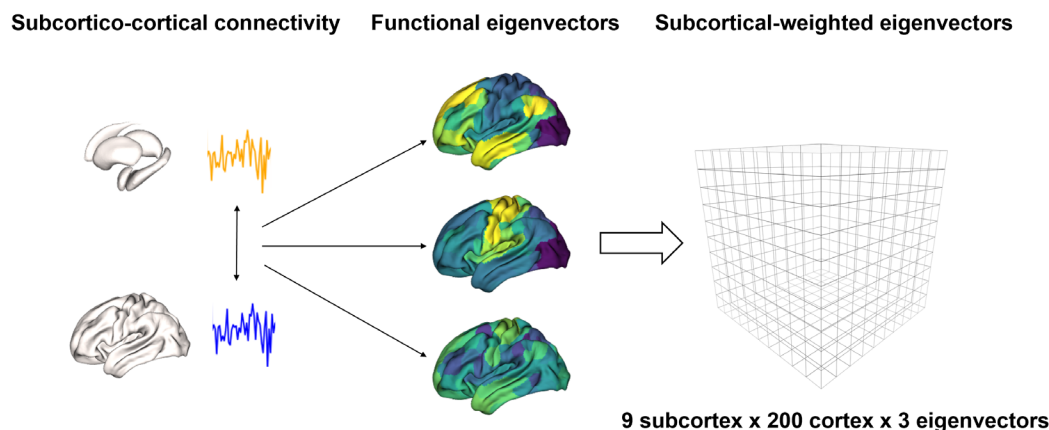 Subcortico-cortical connectivity
Functional eigenvectors
Subcortical-weighted eigenvectors
9 subcortex x 200 cortex x 3 eigenvectors